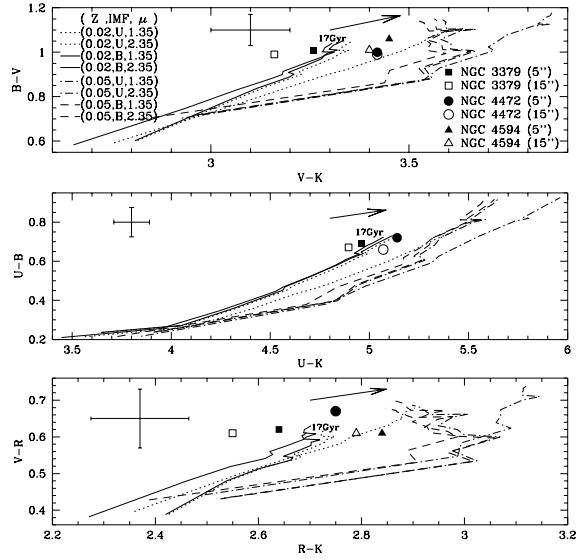 ( Z ,IMF, μ )
(0.02,U,1.35)
(0.02,U,2.35)
(0.02,B,1.35)
(0.02,B,2.35)
(0.05,U,1.35)
(0.05,U,2.35)
(0.05,B,1.35)
(0.05,B,2.35)
17Gyr
NGC 3379 (5'')
NGC 3379 (15'')
NGC 4472 (5'')
NGC 4472 (15'')
NGC 4594 (5'')
NGC 4594 (15'')
B-V
1.2
1
0.8
0.6
3
3.5
V-K
17Gyr
U-B
0.8
0.6
0.4
0.2
3.5
4
4.5
5
5.5
6
U-K
17Gyr
V-R
0.7
0.6
0.5
0.4
2.2
2.4
2.6
2.8
3
3.2
R-K